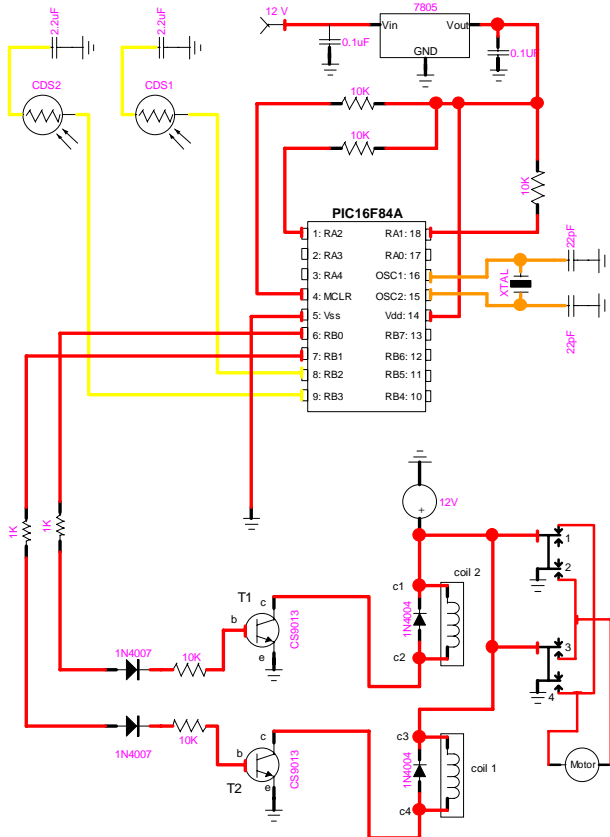 2.2uF
2.2uF
12 V
7805
Vin
Vout
GND
0.1uF
0.1UF
CDS2
CDS1
10K
10K
10K
PIC16F84A
1: RA2
RA1: 18
2: RA3
RA0: 17
3: RA4
OSC1: 16
4: MCLR
OSC2: 15
5: Vss
Vdd: 14
6: RB0
RB7: 13
7: RB1
RB6: 12
8: RB2
RB5: 11
9: RB3
RB4: 10
22pF
XTAL
22pF
1K
1K
+
12V
1
2
3
4
c1
coil 2
1N4004
c2
T1
c
b
e
CS9013
1N4007
10K
1N4007
10K
c
b
e
T2
CS9013
c3
1N4004
coil 1
c4
Motor